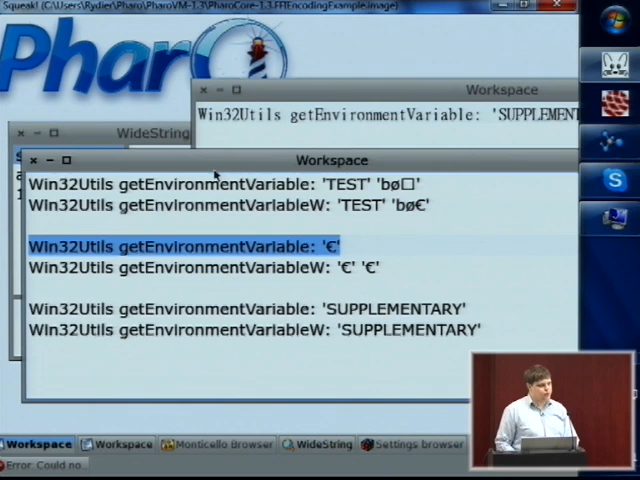 Squeak! (C:\Users\Rydier\Pharo\PharoVM-1.3\PharoCore-1.3.FFIEncodingExample.image)
Pharo
Workspace
Win32Utils getEnvironmentVariable: 'SUPPLEMENT
WideString
Workspace
Win32Utils getEnvironmentVariable: 'TEST' 'bø□'
Win32Utils getEnvironmentVariableW: 'TEST' 'bø€'
Win32Utils getEnvironmentVariable: '€'
Win32Utils getEnvironmentVariableW: '€' '€'
Win32Utils getEnvironmentVariable: 'SUPPLEMENTARY'
Win32Utils getEnvironmentVariableW: 'SUPPLEMENTARY'
Workspace
Workspace
Monticello Browser
WideString
Settings browser
Error: Could no..